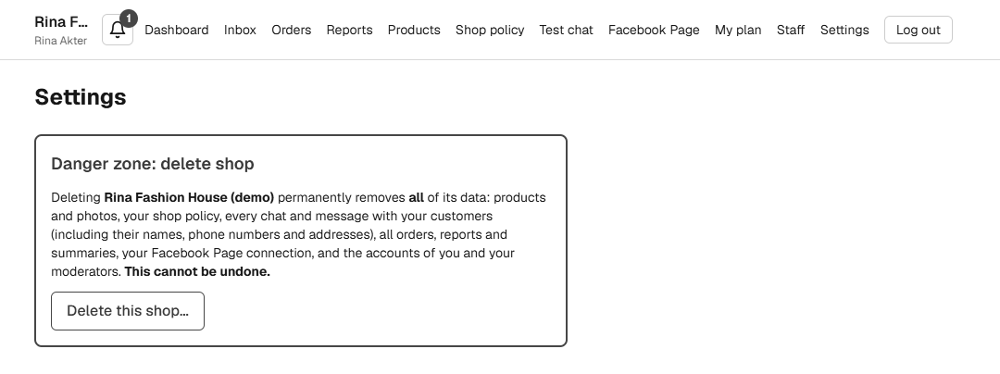 Rina F...
Rina Akter
1
Dashboard Inbox Orders Reports Products Shop policy Test chat Facebook Page My plan Staff Settings Log out
Settings
Danger zone: delete shop
Deleting Rina Fashion House (demo) permanently removes all of its data: products
and photos, your shop policy, every chat and message with your customers
(including their names, phone numbers and addresses), all orders, reports and
summaries, your Facebook Page connection, and the accounts of you and your
moderators. This cannot be undone.
Delete this shop...